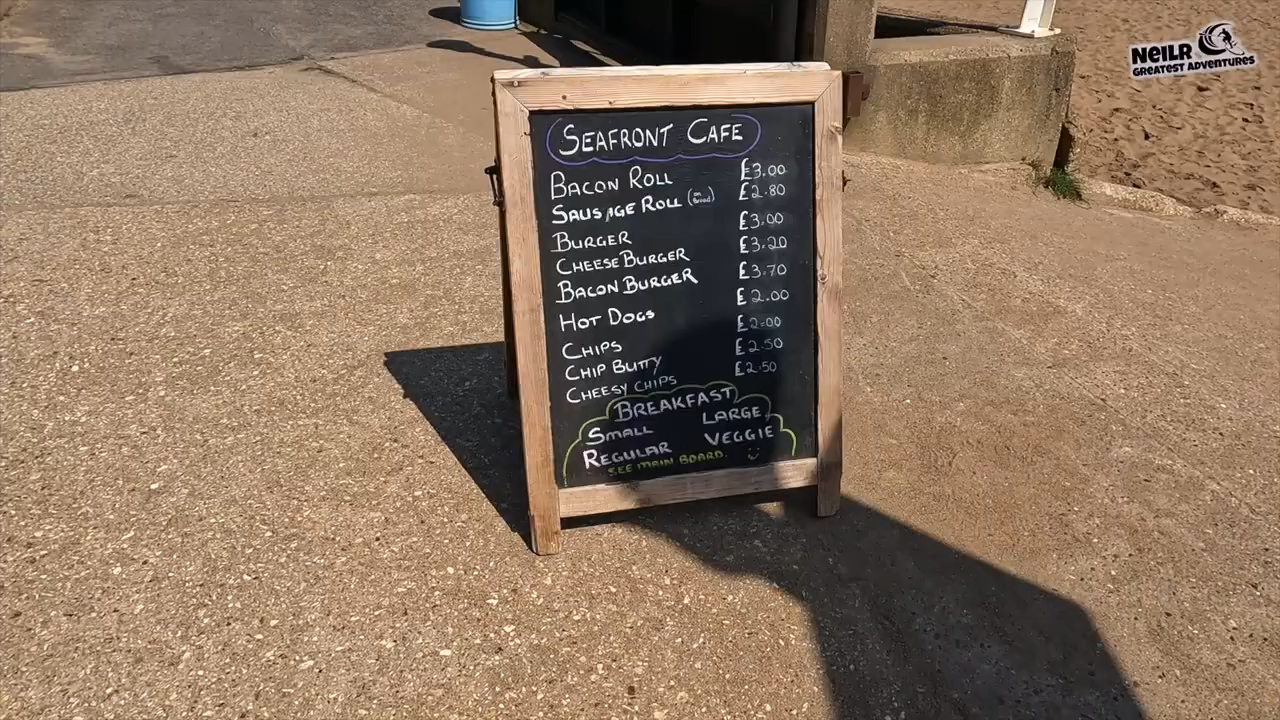 NEILR
GREATEST ADVENTURES
SEAFRONT CAFE
BACON ROLL £3.00
SAUSAGE ROLL (on Bread) £2.80
BURGER £3.00
CHEESE BURGER £3.20
BACON BURGER £3.70
HOT DOGS £2.00
CHIPS £2.00
CHIP BUTTY £2.50
CHEESY CHIPS £2.50
BREAKFAST
SMALL LARGE
REGULAR VEGGIE
SEE MAIN BOARD.